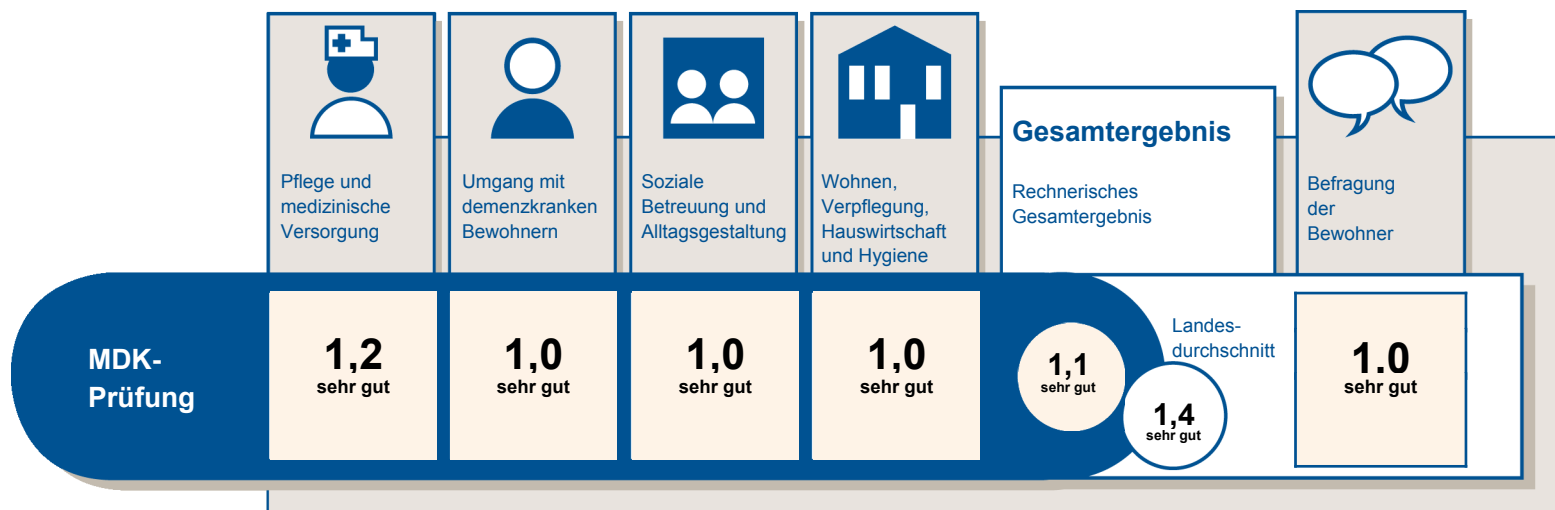 Pflege und
medizinische
Versorgung
Umgang mit
demenzkranken
Bewohnern
Soziale
Betreuung und
Alltagsgestaltung
Wohnen,
Verpflegung,
Hauswirtschaft
und Hygiene
Gesamtergebnis
Rechnerisches
Gesamtergebnis
Befragung
der
Bewohner
MDK-
Prüfung
1,2
sehr gut
1,0
sehr gut
1,0
sehr gut
1,0
sehr gut
1,1
sehr gut
Landes-
durchschnitt
1,4
sehr gut
1.0
sehr gut